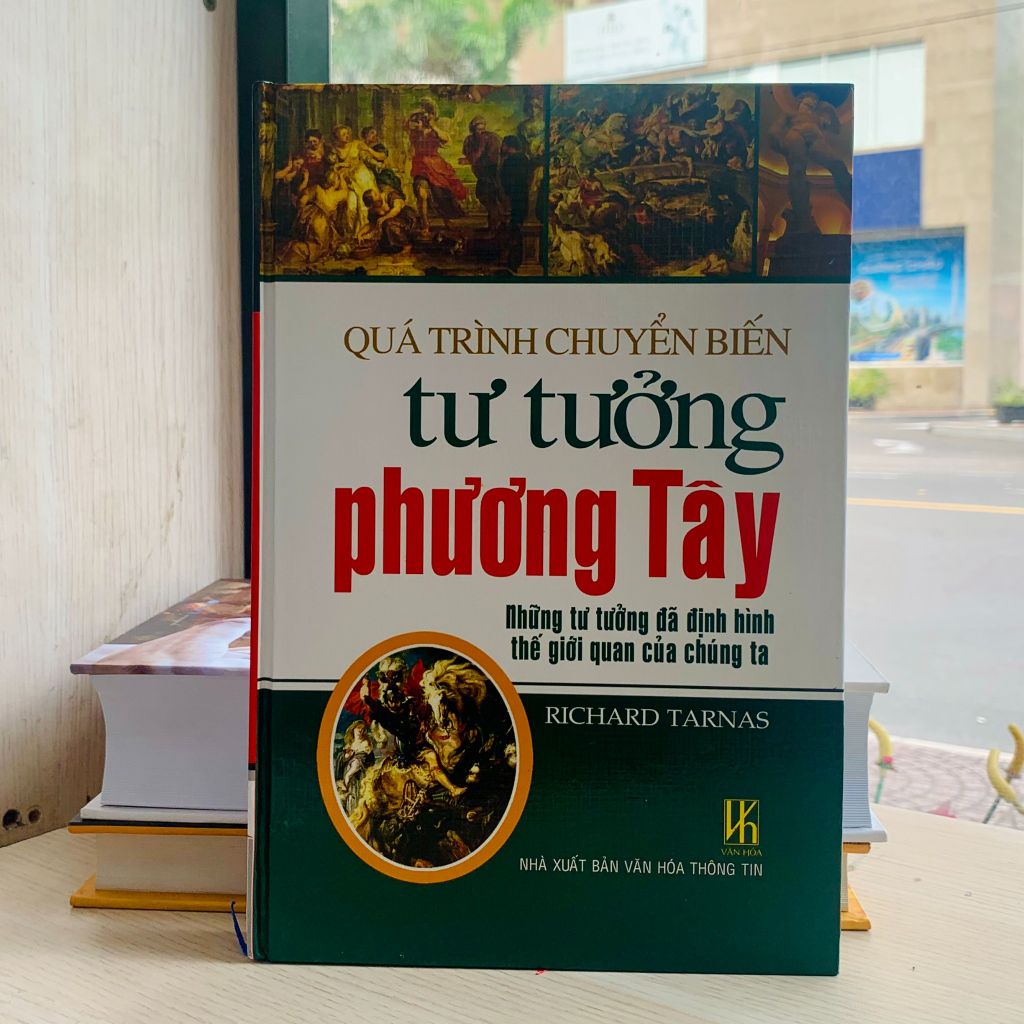 QUÁ TRÌNH CHUYỂN BIẾN
tư tưởng
phương Tây
Những tư tưởng đã định hình
thế giới quan của chúng ta
RICHARD TARNAS
VĂN HÓA
NHÀ XUẤT BẢN VĂN HÓA THÔNG TIN